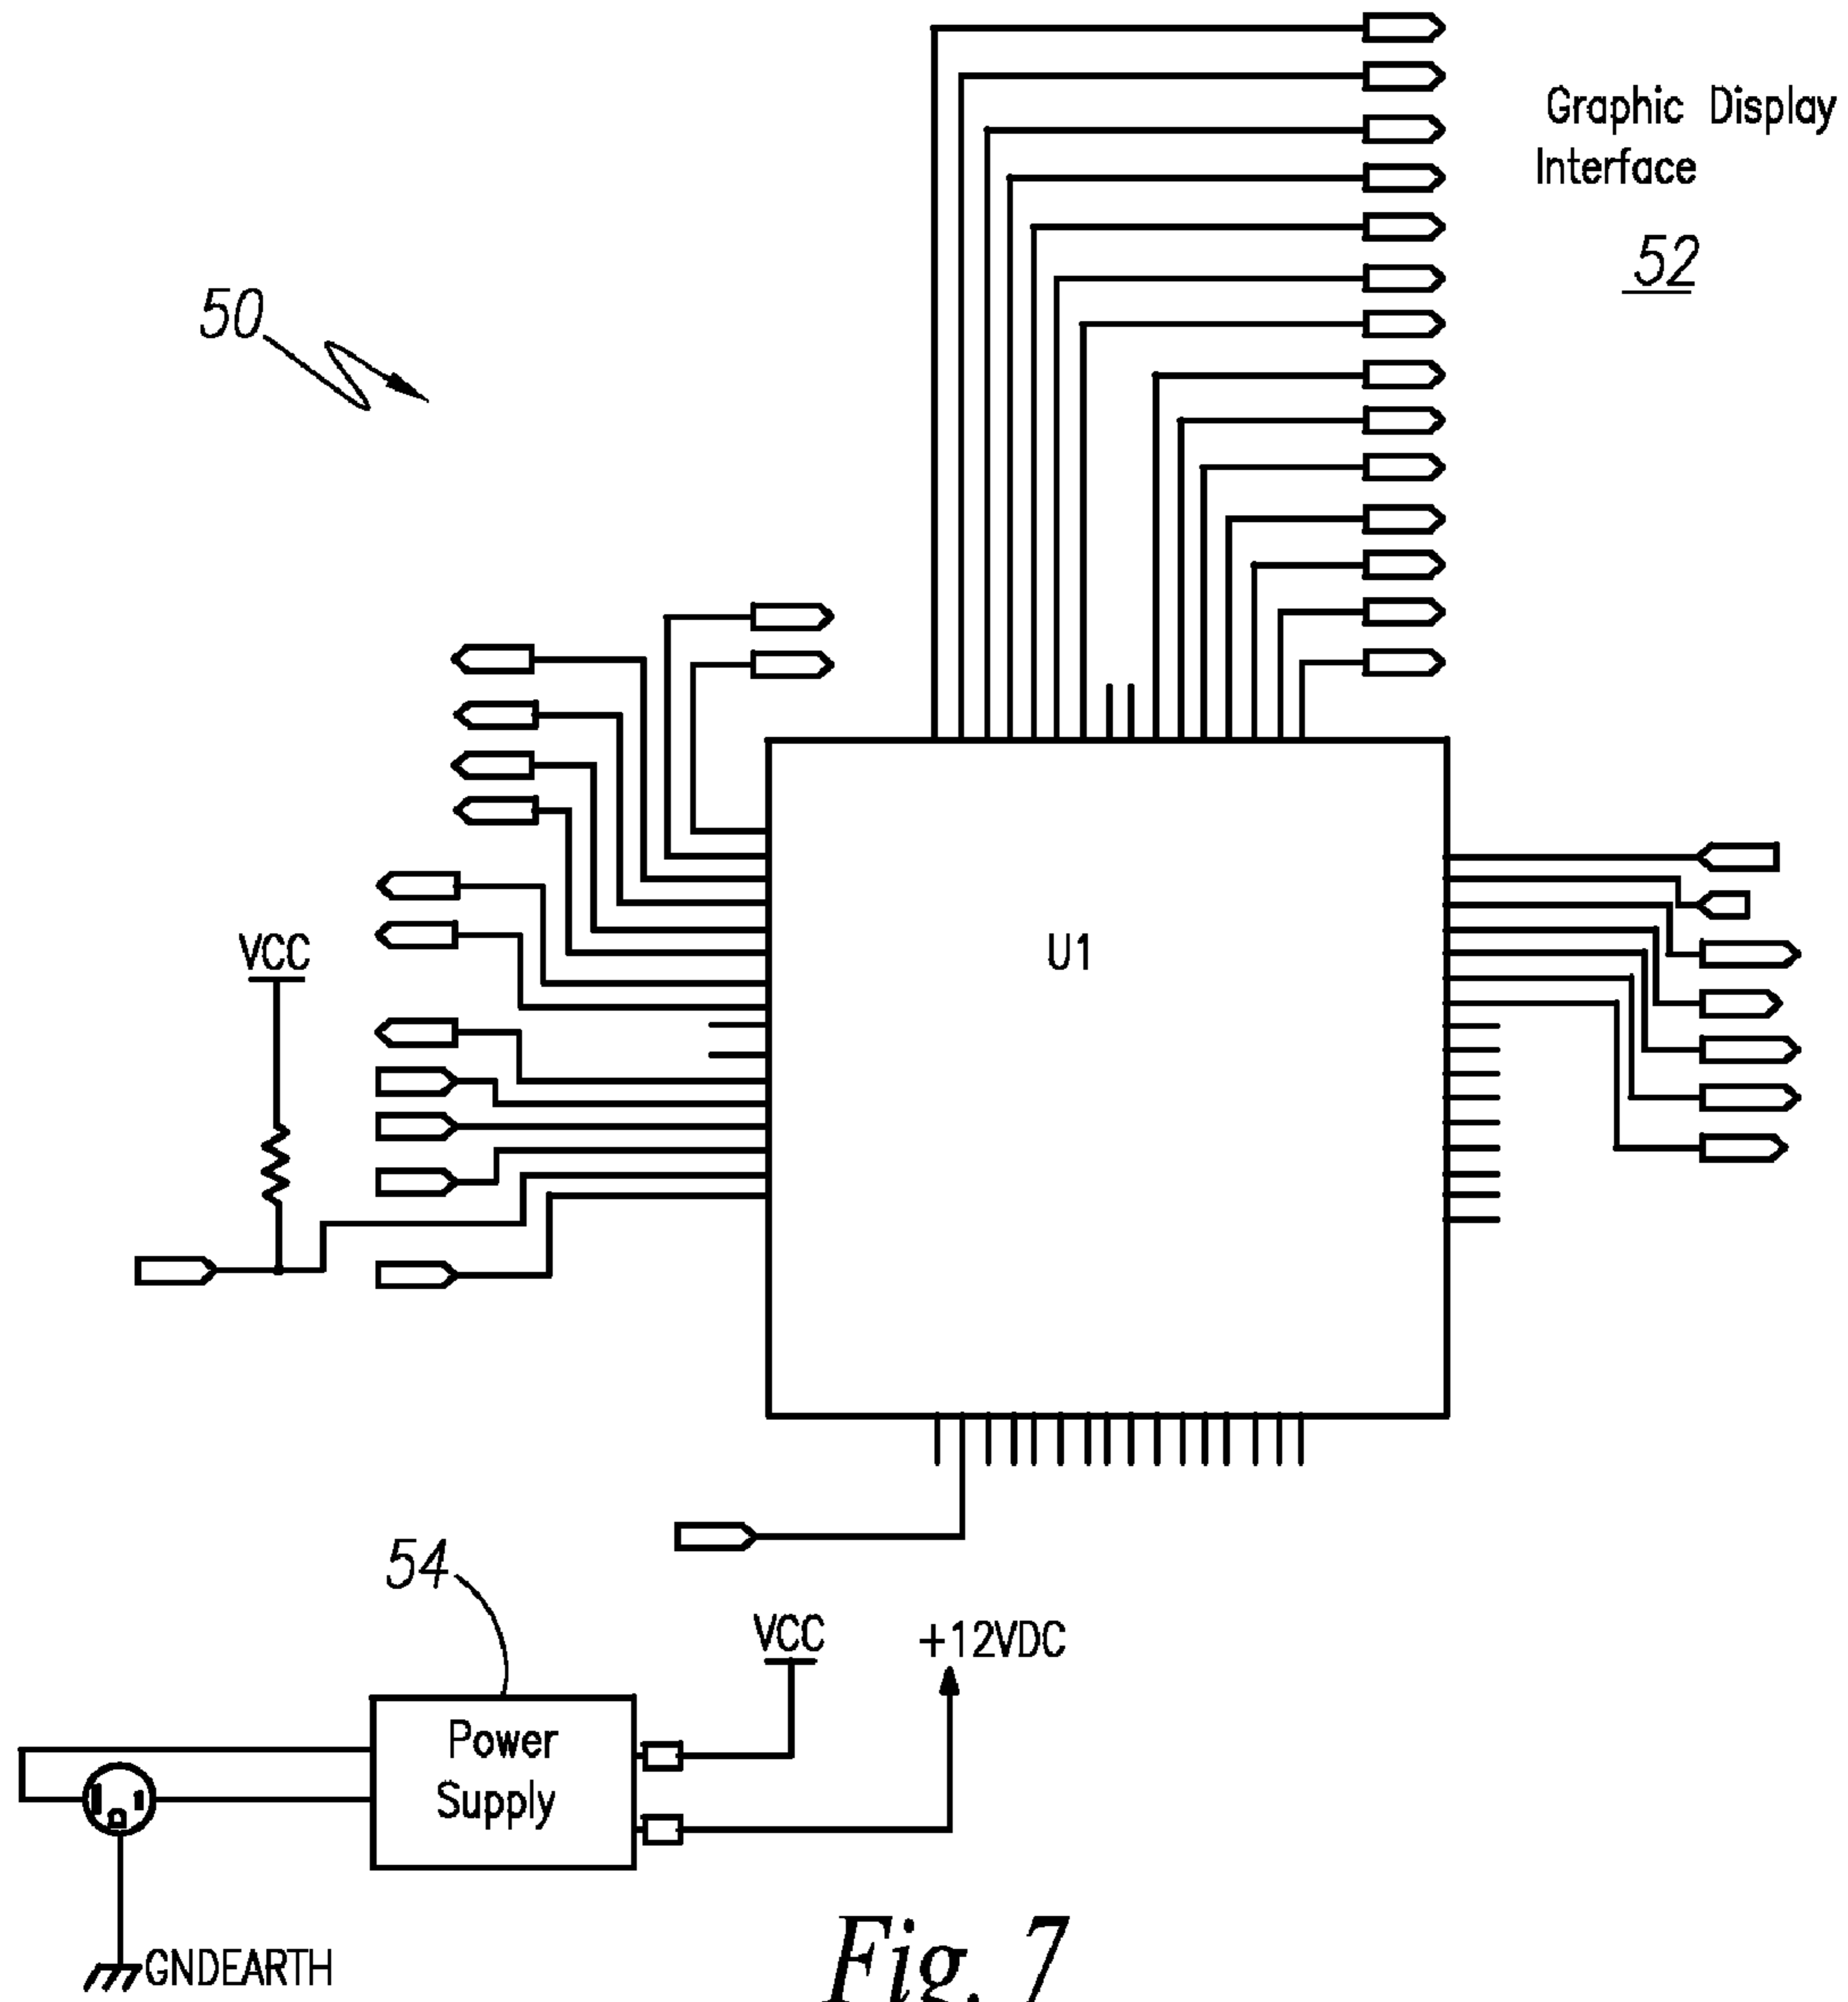 Graphic Display
Interface
52
50
VCC
U1
54
VCC
+12VDC
Power
Supply
GNDEARTH
Fig. 7